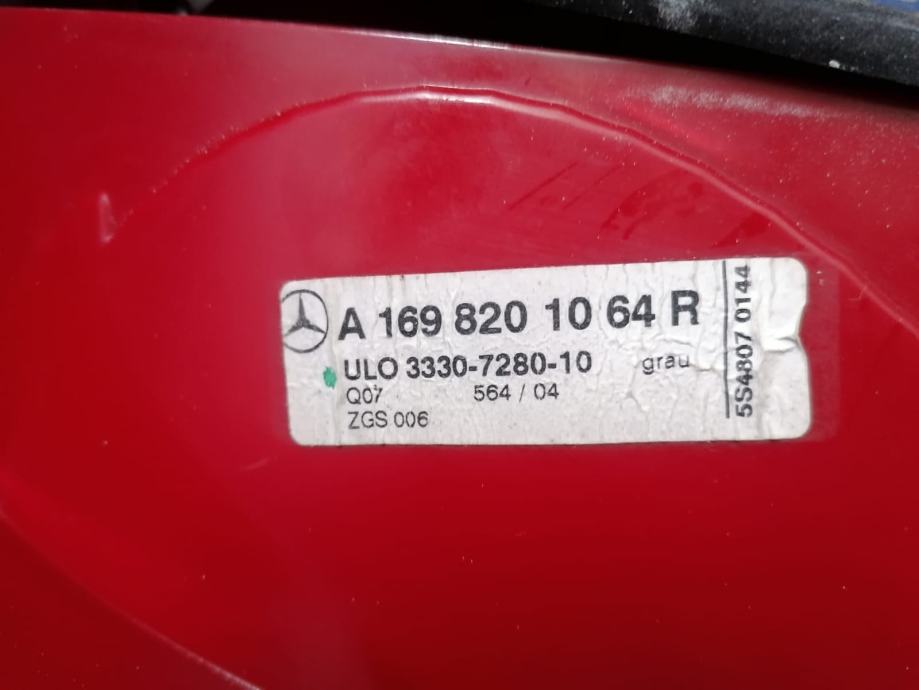 A 169 820 10 64 R
ULO 3330-7280-10 grau
Q07 564 / 04
ZGS 006
5S4807 0144